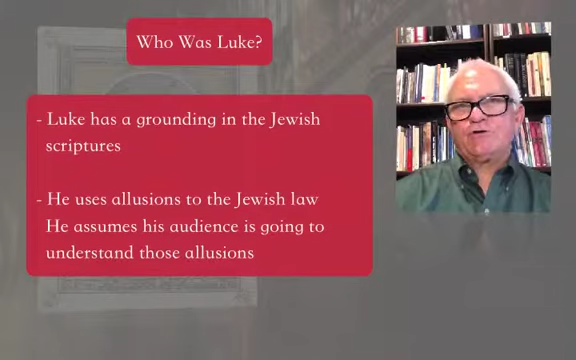 Who Was Luke?
- Luke has a grounding in the Jewish
scriptures
- He uses allusions to the Jewish law
He assumes his audience is going to
understand those allusions